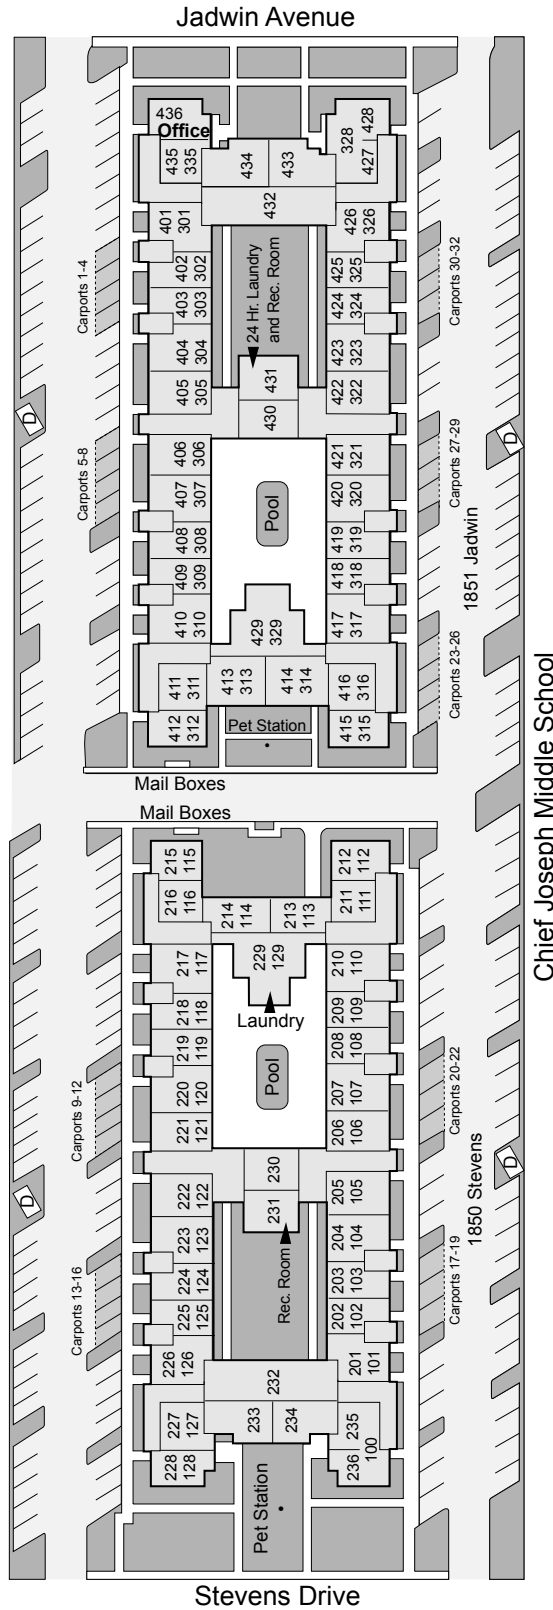 Jadwin Avenue
436
Office
435 335
434
433
328
428
427
432
401 301
426 326
402 302
425 325
403 303
424 324
404 304
423 323
405 305
422 322
24 Hr. Laundry
and Rec. Room
431
430
Carports 1-4
Carports 30-32
D
D
406 306
421 321
407 307
420 320
408 308
419 319
409 309
418 318
410 310
417 317
Pool
Carports 5-8
Carports 27-29
1851 Jadwin
429 329
411 311
413 313
414 314
416 316
412 312
415 315
Carports 23-26
Pet Station
Mail Boxes
Chief Joseph Middle School
Mail Boxes
215 115
212 112
216 116
214 114
213 113
211 111
229 129
217 117
210 110
218 118
209 109
Laundry
219 119
208 108
220 120
207 107
221 121
206 106
Pool
Carports 9-12
Carports 20-22
1850 Stevens
230
231
D
D
222 122
205 105
223 123
204 104
224 124
203 103
225 125
202 102
226 126
201 101
Rec. Room
Carports 13-16
Carports 17-19
232
227 127
233
234
235
228 128
236
100
Pet Station
Stevens Drive